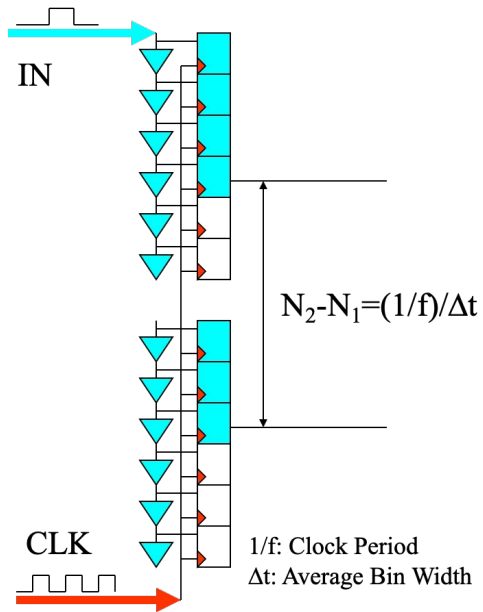 IN
N₂-N₁=(1/f)/Δt
CLK
1/f: Clock Period
Δt: Average Bin Width